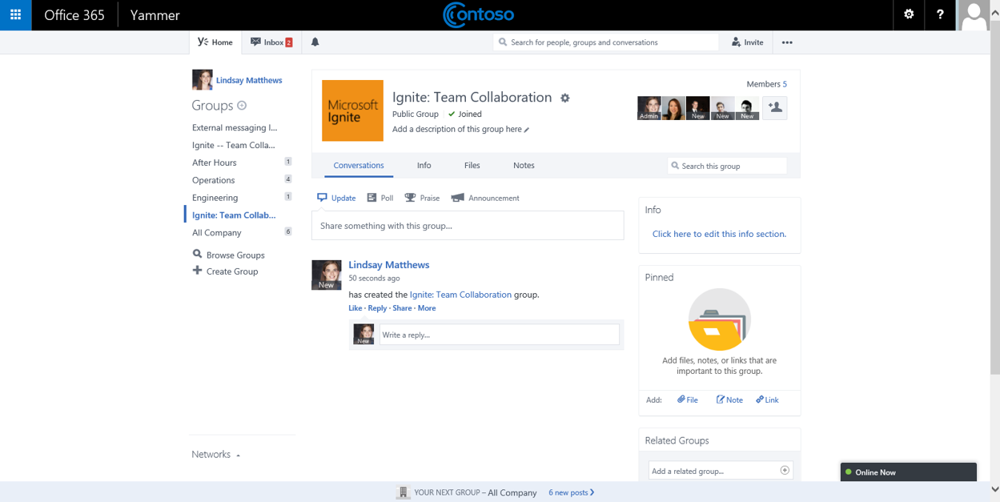 Office 365
Yammer
Contoso
?
Home
Inbox 2
Search for people, groups and conversations
Invite
Lindsay Matthews
Groups
External messaging I...
Ignite -- Team Colla...
After Hours 1
Operations 4
Engineering 1
Ignite: Team Collab...
All Company 6
Browse Groups
Create Group
Networks
Microsoft
Ignite
Ignite: Team Collaboration
Public Group
Joined
Add a description of this group here
Members 5
Admin
New
New
New
Conversations
Info
Files
Notes
Search this group
Update
Poll
Praise
Announcement
Share something with this group...
New
Lindsay Matthews
50 seconds ago
has created the Ignite: Team Collaboration group.
Like · Reply · Share · More
New
Write a reply...
Info
Click here to edit this info section.
Pinned
Add files, notes, or links that are
important to this group.
Add: File Note Link
Related Groups
Add a related group...
Online Now
YOUR NEXT GROUP – All Company 6 new posts